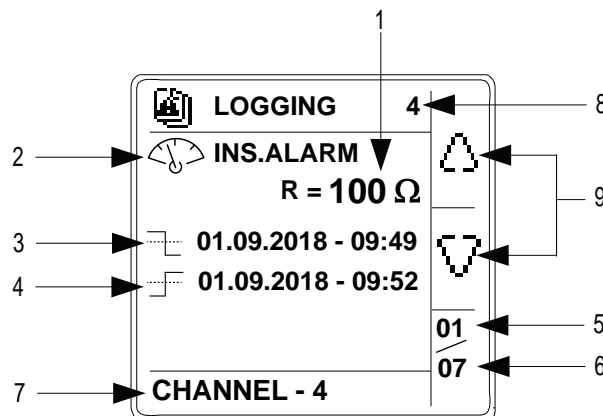 1
LOGGING 4
8
2
INS.ALARM
R = 100 Ω
9
3
01.09.2018 - 09:49
4
01.09.2018 - 09:52
01
5
07
6
7
CHANNEL - 4